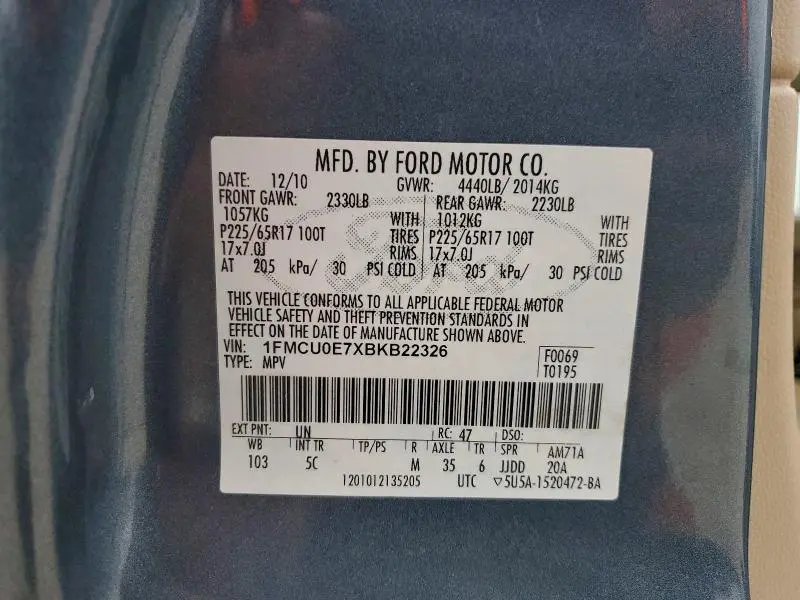 MFD. BY FORD MOTOR CO.
DATE: 12/10 GVWR: 4440LB/ 2014KG
FRONT GAWR: 2330LB REAR GAWR: 2230LB
1057KG WITH 1012KG WITH
P225/65R17 100T TIRES P225/65R17 100T TIRES
17x7.0J RIMS 17x7.0J RIMS
AT 205 kPa/ 30 PSI COLD AT 205 kPa/ 30 PSI COLD
Ford
THIS VEHICLE CONFORMS TO ALL APPLICABLE FEDERAL MOTOR
VEHICLE SAFETY AND THEFT PREVENTION STANDARDS IN
EFFECT ON THE DATE OF MANUFACTURE SHOWN ABOVE.
VIN: 1FMCU0E7XBKB22326 F0069
TYPE: MPV T0195
EXT PNT: UN RC: 47 DSO:
WB INT TR TP/PS R AXLE TR SPR AM71A
103 5C M 35 6 JJDD 20A
1201012135205 UTC ▽5U5A-1520472-BA